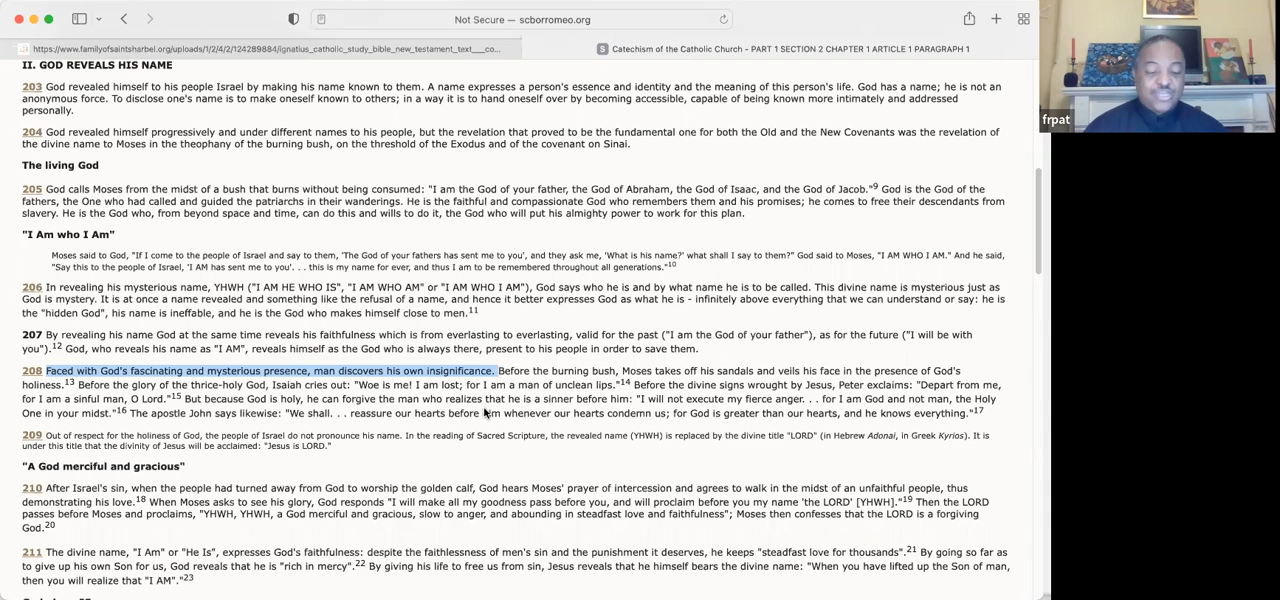 Not Secure — scborromeo.org
https://www.familyofsaintsharbel.org/uploads/1/2/4/2/124289884/ignatius_catholic_study_bible_new_testament_text__co...
S Catechism of the Catholic Church - PART 1 SECTION 2 CHAPTER 1 ARTICLE 1 PARAGRAPH 1
frpat
II. GOD REVEALS HIS NAME
203 God revealed himself to his people Israel by making his name known to them. A name expresses a person's essence and identity and the meaning of this person's life. God has a name; he is not an
anonymous force. To disclose one's name is to make oneself known to others; in a way it is to hand oneself over by becoming accessible, capable of being known more intimately and addressed
personally.
204 God revealed himself progressively and under different names to his people, but the revelation that proved to be the fundamental one for both the Old and the New Covenants was the revelation of
the divine name to Moses in the theophany of the burning bush, on the threshold of the Exodus and of the covenant on Sinai.
The living God
205 God calls Moses from the midst of a bush that burns without being consumed: "I am the God of your father, the God of Abraham, the God of Isaac, and the God of Jacob."9 God is the God of the
fathers, the One who had called and guided the patriarchs in their wanderings. He is the faithful and compassionate God who remembers them and his promises; he comes to free their descendants from
slavery. He is the God who, from beyond space and time, can do this and wills to do it, the God who will put his almighty power to work for this plan.
"I Am who I Am"
Moses said to God, "If I come to the people of Israel and say to them, 'The God of your fathers has sent me to you', and they ask me, 'What is his name?' what shall I say to them?" God said to Moses, "I AM WHO I AM." And he said,
"Say this to the people of Israel, 'I AM has sent me to you'. . . this is my name for ever, and thus I am to be remembered throughout all generations."10
206 In revealing his mysterious name, YHWH ("I AM HE WHO IS", "I AM WHO AM" or "I AM WHO I AM"), God says who he is and by what name he is to be called. This divine name is mysterious just as
God is mystery. It is at once a name revealed and something like the refusal of a name, and hence it better expresses God as what he is - infinitely above everything that we can understand or say: he is
the "hidden God", his name is ineffable, and he is the God who makes himself close to men.11
207 By revealing his name God at the same time reveals his faithfulness which is from everlasting to everlasting, valid for the past ("I am the God of your father"), as for the future ("I will be with
you").12 God, who reveals his name as "I AM", reveals himself as the God who is always there, present to his people in order to save them.
208 Faced with God's fascinating and mysterious presence, man discovers his own insignificance. Before the burning bush, Moses takes off his sandals and veils his face in the presence of God's
holiness.13 Before the glory of the thrice-holy God, Isaiah cries out: "Woe is me! I am lost; for I am a man of unclean lips."14 Before the divine signs wrought by Jesus, Peter exclaims: "Depart from me,
for I am a sinful man, O Lord."15 But because God is holy, he can forgive the man who realizes that he is a sinner before him: "I will not execute my fierce anger. . . for I am God and not man, the Holy
One in your midst."16 The apostle John says likewise: "We shall. . . reassure our hearts before him whenever our hearts condemn us; for God is greater than our hearts, and he knows everything."17
209 Out of respect for the holiness of God, the people of Israel do not pronounce his name. In the reading of Sacred Scripture, the revealed name (YHWH) is replaced by the divine title "LORD" (in Hebrew Adonai, in Greek Kyrios). It is
under this title that the divinity of Jesus will be acclaimed: "Jesus is LORD."
"A God merciful and gracious"
210 After Israel's sin, when the people had turned away from God to worship the golden calf, God hears Moses' prayer of intercession and agrees to walk in the midst of an unfaithful people, thus
demonstrating his love.18 When Moses asks to see his glory, God responds "I will make all my goodness pass before you, and will proclaim before you my name 'the LORD' [YHWH]."19 Then the LORD
passes before Moses and proclaims, "YHWH, YHWH, a God merciful and gracious, slow to anger, and abounding in steadfast love and faithfulness"; Moses then confesses that the LORD is a forgiving
God.20
211 The divine name, "I Am" or "He Is", expresses God's faithfulness: despite the faithlessness of men's sin and the punishment it deserves, he keeps "steadfast love for thousands".21 By going so far as
to give up his own Son for us, God reveals that he is "rich in mercy".22 By giving his life to free us from sin, Jesus reveals that he himself bears the divine name: "When you have lifted up the Son of man,
then you will realize that "I AM"."23